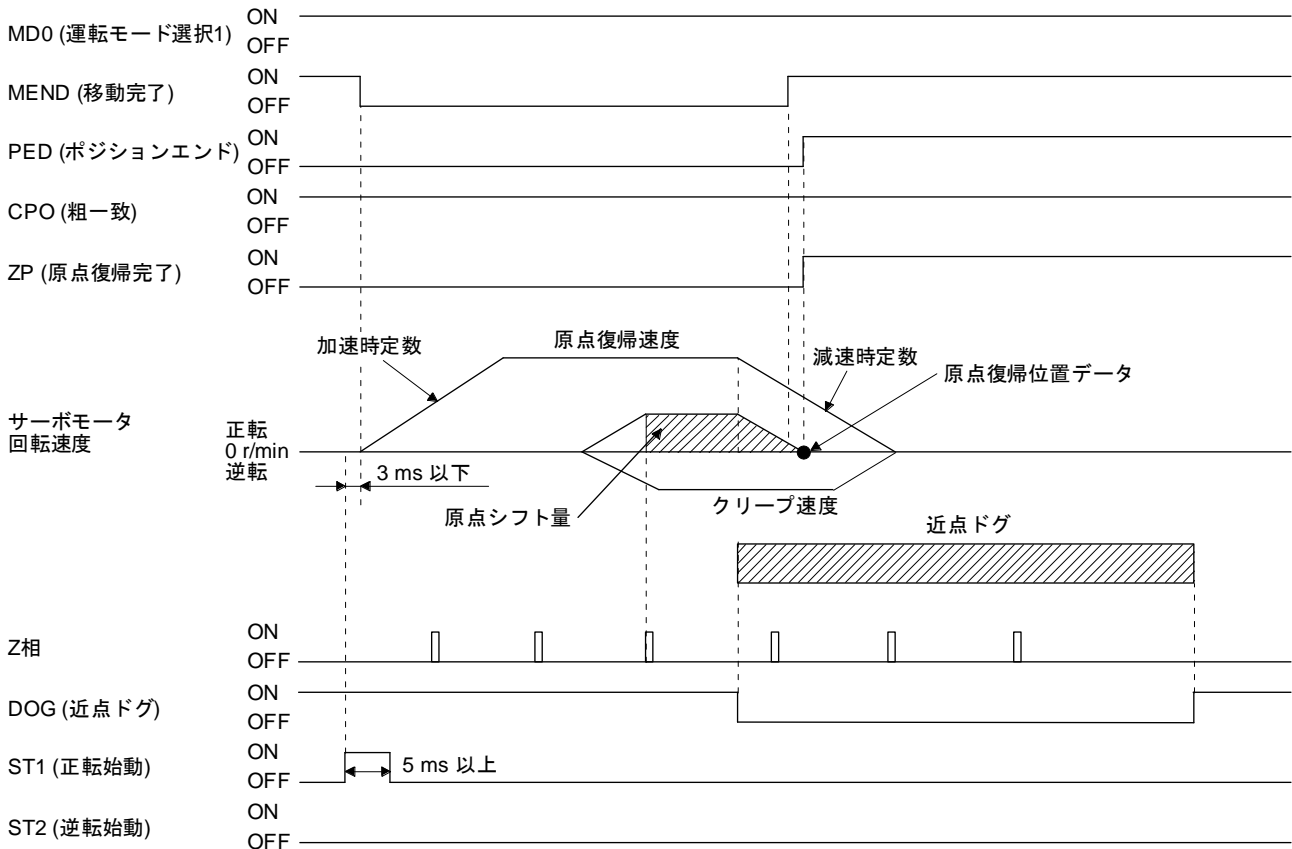 MD0 (運転モード選択1)
ON
OFF
MEND (移動完了)
ON
OFF
PED (ポジションエンド)
ON
OFF
CPO (粗一致)
ON
OFF
ZP (原点復帰完了)
ON
OFF
加速時定数
原点復帰速度
減速時定数
原点復帰位置データ
サーボモータ
回転速度
正転
0 r/min
逆転
3 ms 以下
原点シフト量
クリープ速度
近点ドグ
Z相
ON
OFF
DOG (近点ドグ)
ON
OFF
ST1 (正転始動)
ON
OFF
5 ms 以上
ST2 (逆転始動)
ON
OFF